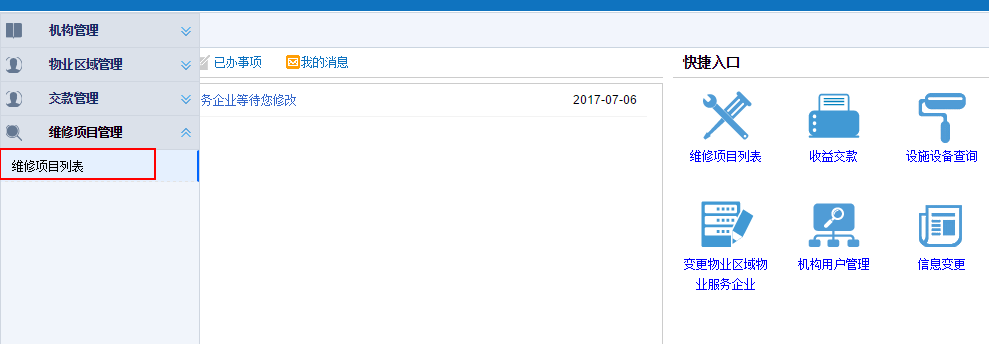 机构管理
物业区域管理
交款管理
维修项目管理
维修项目列表
已办事项
我的消息
务企业等待您修改
2017-07-06
快捷入口
维修项目列表
收益交款
设施设备查询
变更物业区域物
业服务企业
机构用户管理
信息变更